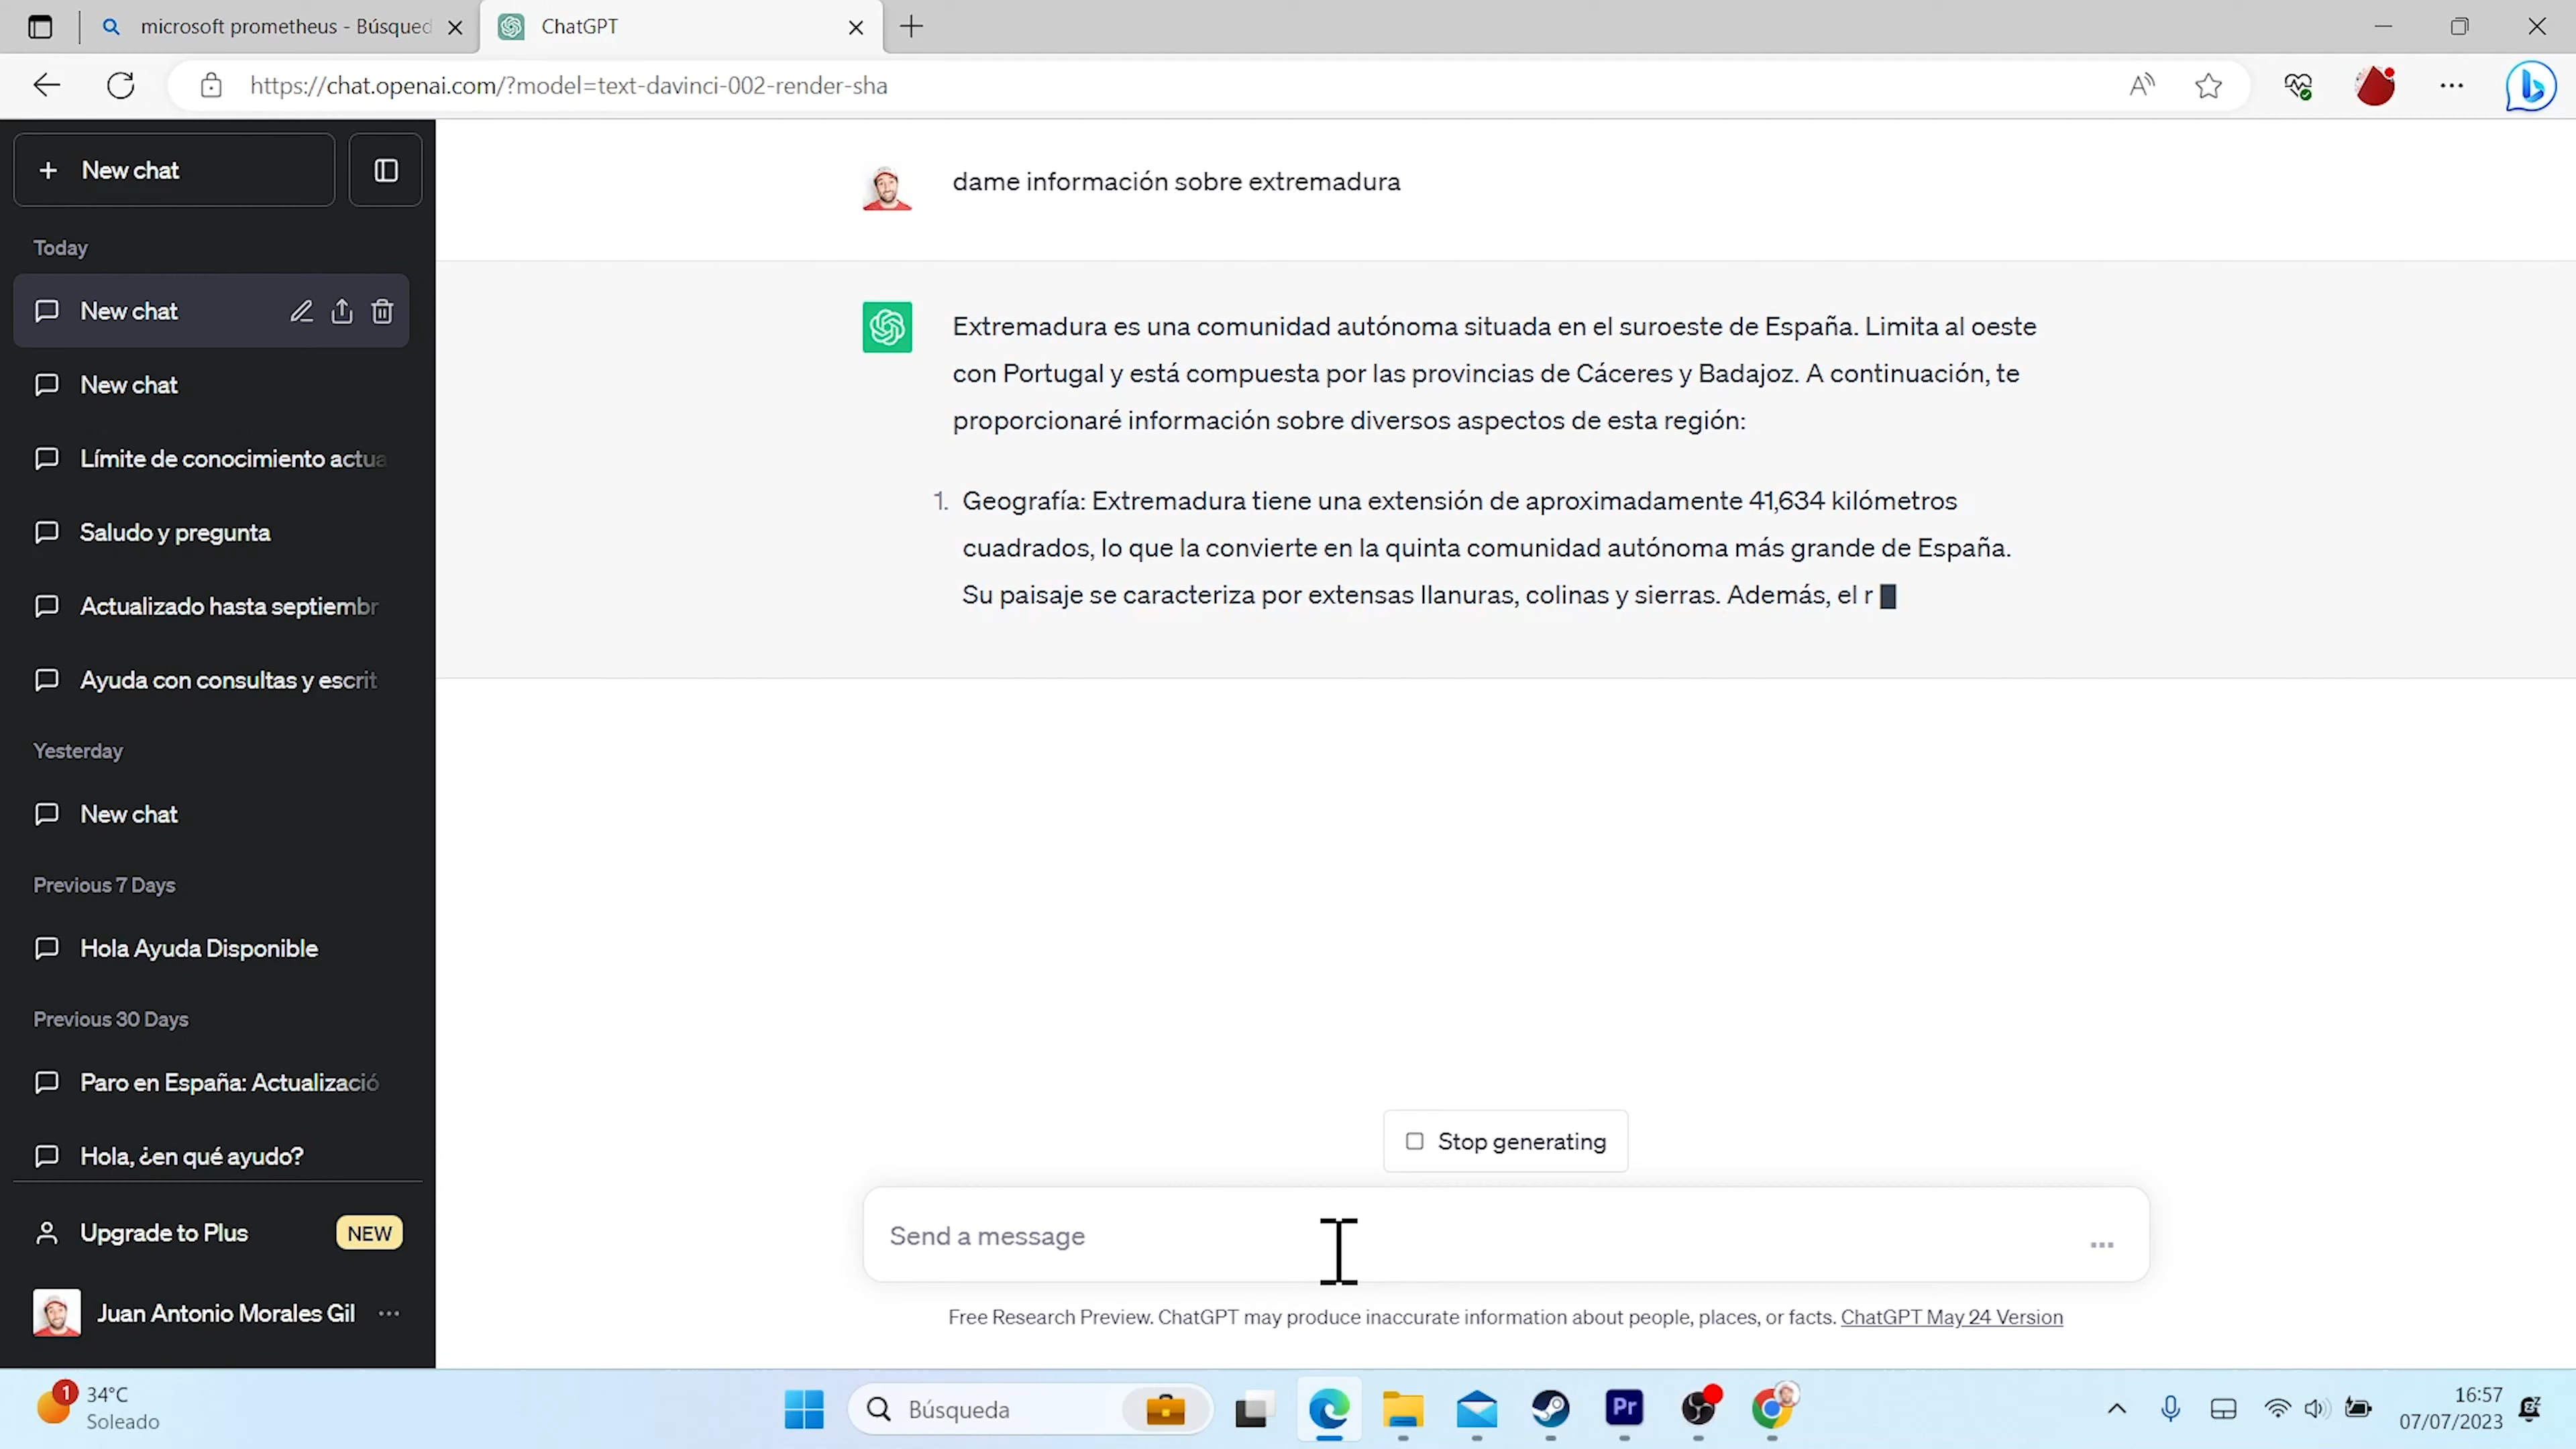 microsoft prometheus - Búsqued
ChatGPT
https://chat.openai.com/?model=text-davinci-002-render-sha
New chat
Today
New chat
New chat
Límite de conocimiento actua
Saludo y pregunta
Actualizado hasta septiembr
Ayuda con consultas y escrit
Yesterday
New chat
Previous 7 Days
Hola Ayuda Disponible
Previous 30 Days
Paro en España: Actualizació
Hola, ¿en qué ayudo?
Upgrade to Plus NEW
Juan Antonio Morales Gil
dame información sobre extremadura
Extremadura es una comunidad autónoma situada en el suroeste de España. Limita al oeste
con Portugal y está compuesta por las provincias de Cáceres y Badajoz. A continuación, te
proporcionaré información sobre diversos aspectos de esta región:
1. Geografía: Extremadura tiene una extensión de aproximadamente 41,634 kilómetros
cuadrados, lo que la convierte en la quinta comunidad autónoma más grande de España.
Su paisaje se caracteriza por extensas llanuras, colinas y sierras. Además, el r
Stop generating
Send a message
Free Research Preview. ChatGPT may produce inaccurate information about people, places, or facts. ChatGPT May 24 Version
1
34°C
Soleado
Búsqueda
Pr
16:57
07/07/2023